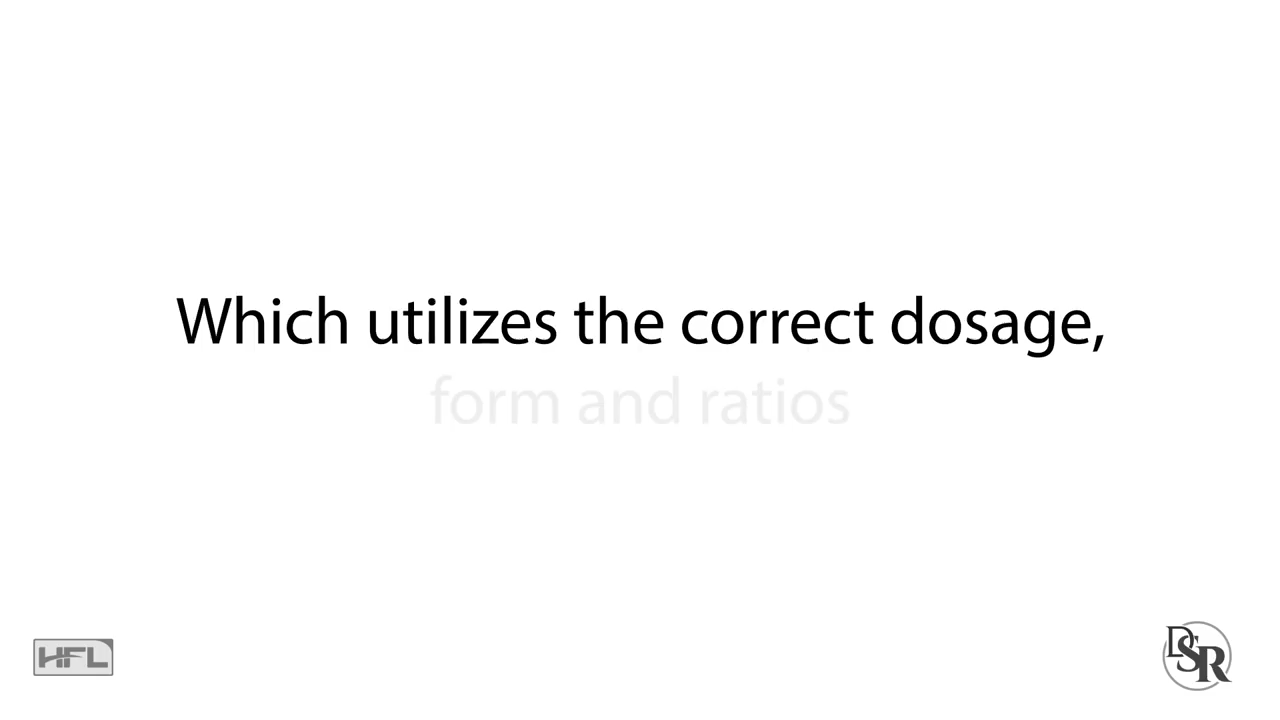 Which utilizes the correct dosage,
form and ratios
HFL
DSR